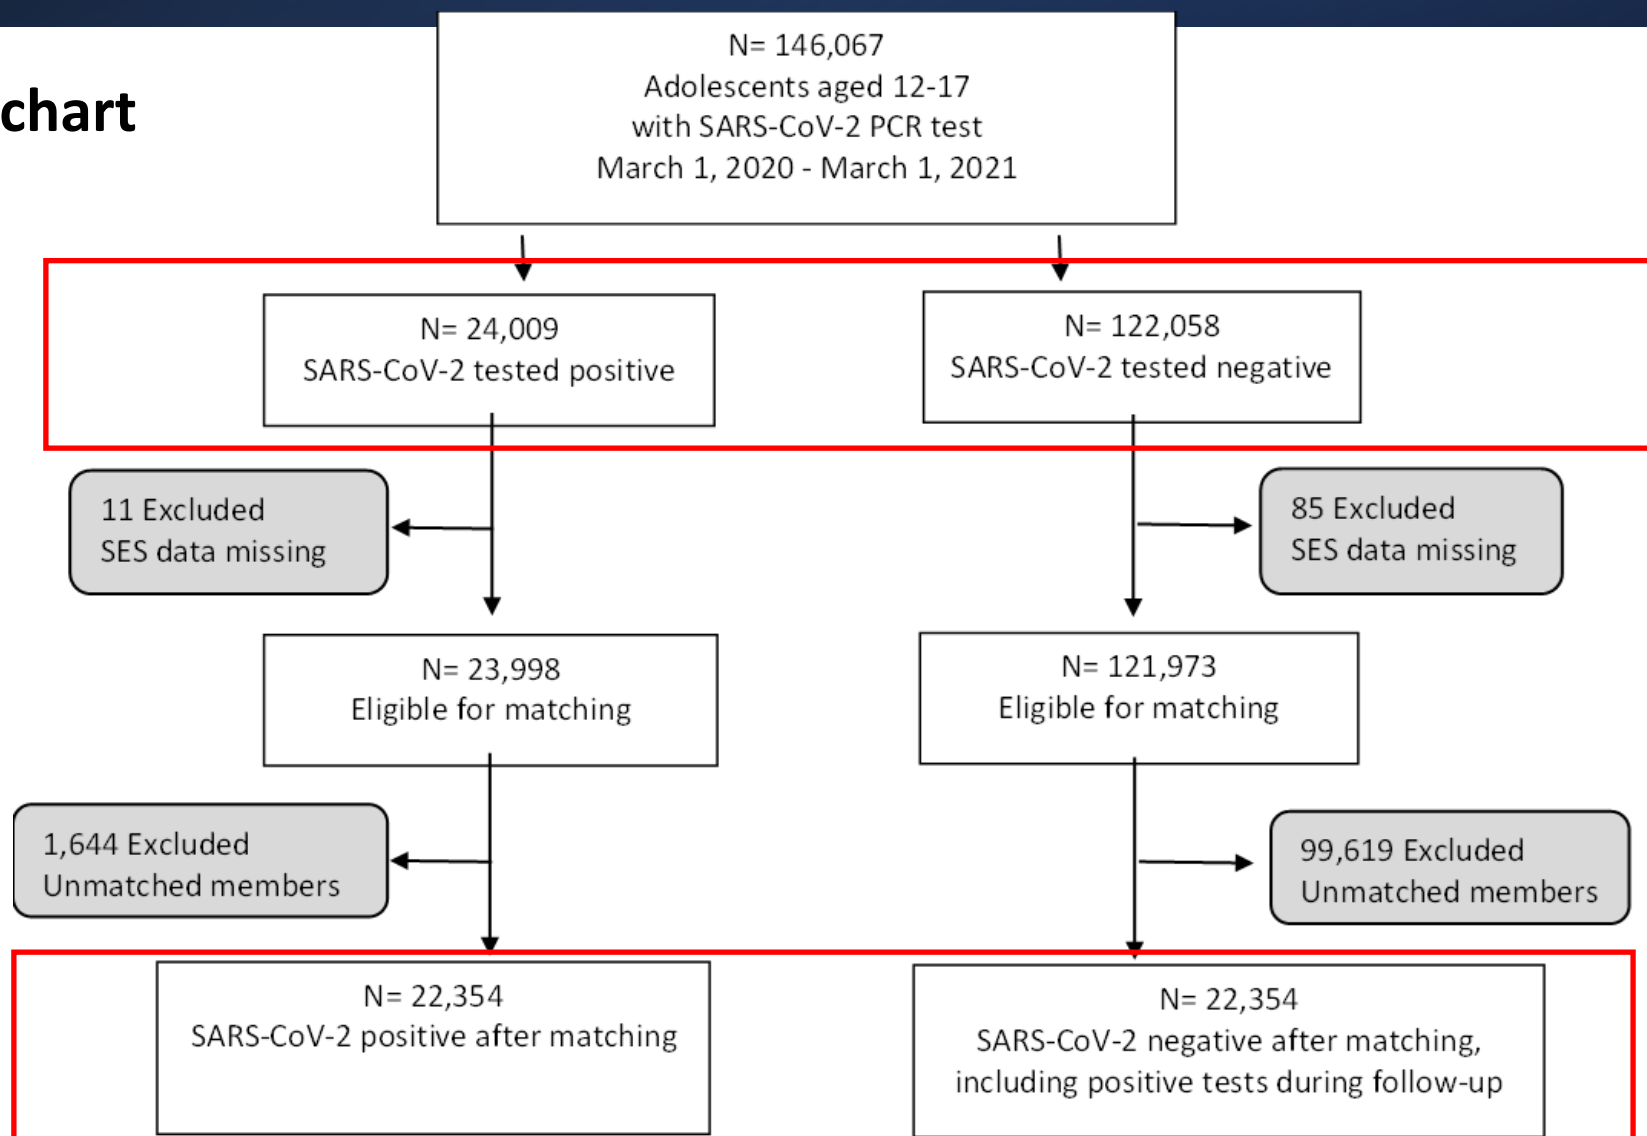 chart
N= 146,067
Adolescents aged 12-17
with SARS-CoV-2 PCR test
March 1, 2020 - March 1, 2021
N= 24,009
SARS-CoV-2 tested positive
N= 122,058
SARS-CoV-2 tested negative
11 Excluded
SES data missing
85 Excluded
SES data missing
N= 23,998
Eligible for matching
N= 121,973
Eligible for matching
1,644 Excluded
Unmatched members
99,619 Excluded
Unmatched members
N= 22,354
SARS-CoV-2 positive after matching
N= 22,354
SARS-CoV-2 negative after matching,
including positive tests during follow-up